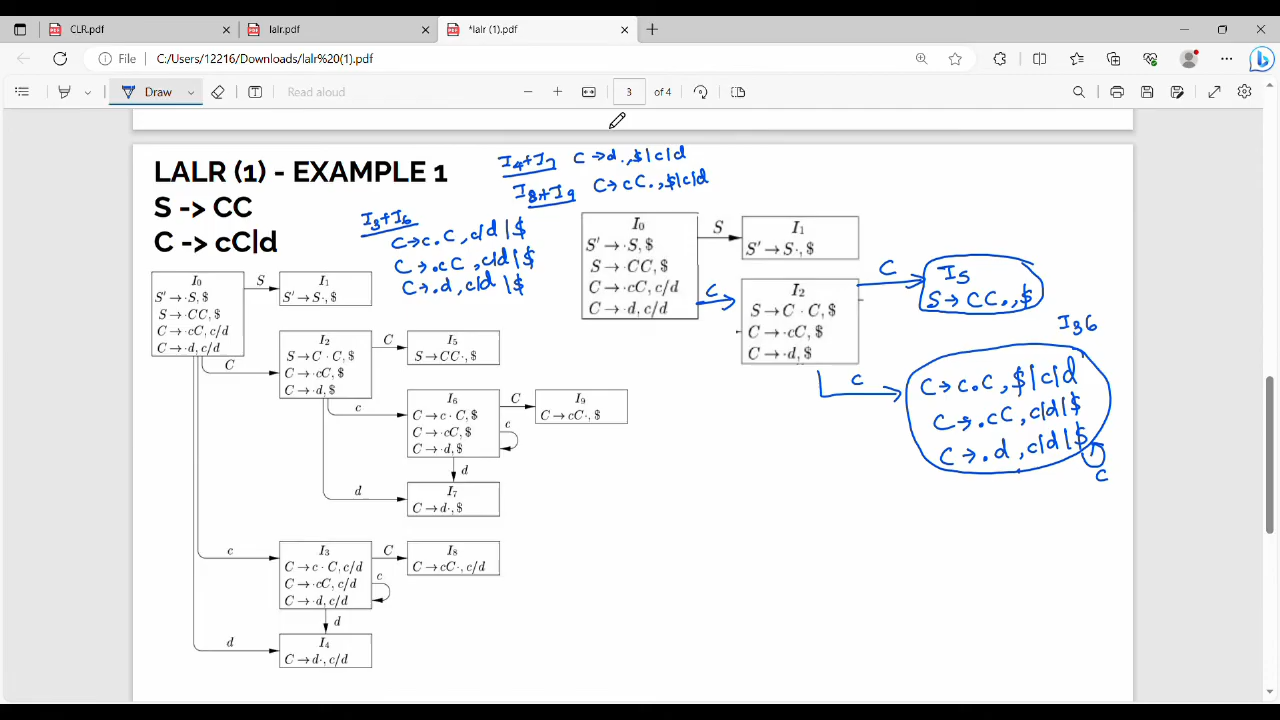 CLR.pdf
lalr.pdf
*lalr (1).pdf
File
C:/Users/12216/Downloads/lalr%20(1).pdf
Draw
Read aloud
3
of 4
LALR (1) - EXAMPLE 1
S -> CC
C -> cC|d
I4+I7 C→d., $|c|d
I8+I9 C→cC., $|c|d
I3+I6
C→c.C, c/d|$
C→.cC, c/d|$
C→.d, c/d|$
I0
S′→·S, $
S→·CC, $
C→·cC, c/d
C→·d, c/d
S
I1
S′→S·, $
C
I2
S→C·C, $
C→·cC, $
C→·d, $
C
I5
S→CC·, $
c
I6
C→c·C, $
C→·cC, $
C→·d, $
C
I9
C→cC·, $
c
d
d
I7
C→d·, $
c
I3
C→c·C, c/d
C→·cC, c/d
C→·d, c/d
C
I8
C→cC·, c/d
c
d
d
I4
C→d·, c/d
I0
S′→·S, $
S→·CC, $
C→·cC, c/d
C→·d, c/d
S
I1
S′→S·, $
C
I2
S→C·C, $
C→·cC, $
C→·d, $
C
I5
S→CC., $
I36
c
C→c.C, $|c|d
C→.cC, c/d|$
C→.d, c/d|$
c